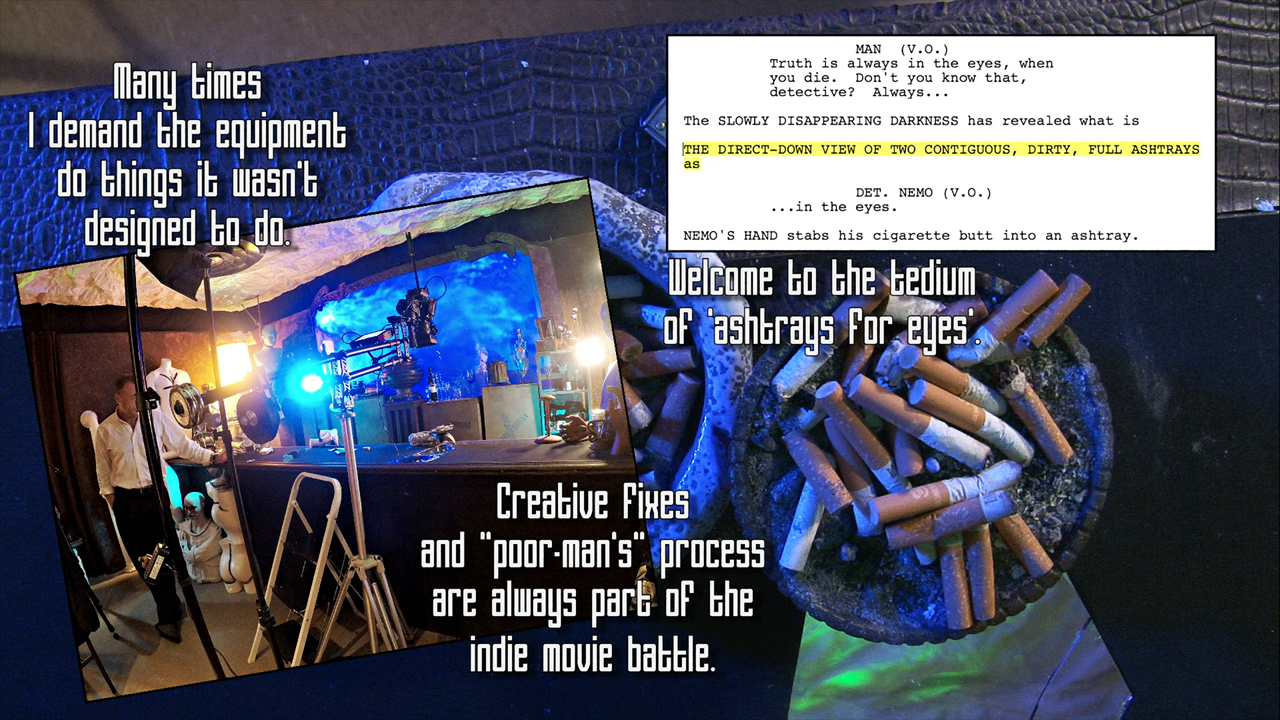 Many times
I demand the equipment
do things it wasn't
designed to do.
MAN (V.O.)
Truth is always in the eyes, when
you die. Don't you know that,
detective? Always...
The SLOWLY DISAPPEARING DARKNESS has revealed what is
THE DIRECT-DOWN VIEW OF TWO CONTIGUOUS, DIRTY, FULL ASHTRAYS
as
DET. NEMO (V.O.)
...in the eyes.
NEMO'S HAND stabs his cigarette butt into an ashtray.
Welcome to the tedium
of 'ashtrays for eyes'.
Creative fixes
and "poor-man's" process
are always part of the
indie movie battle.